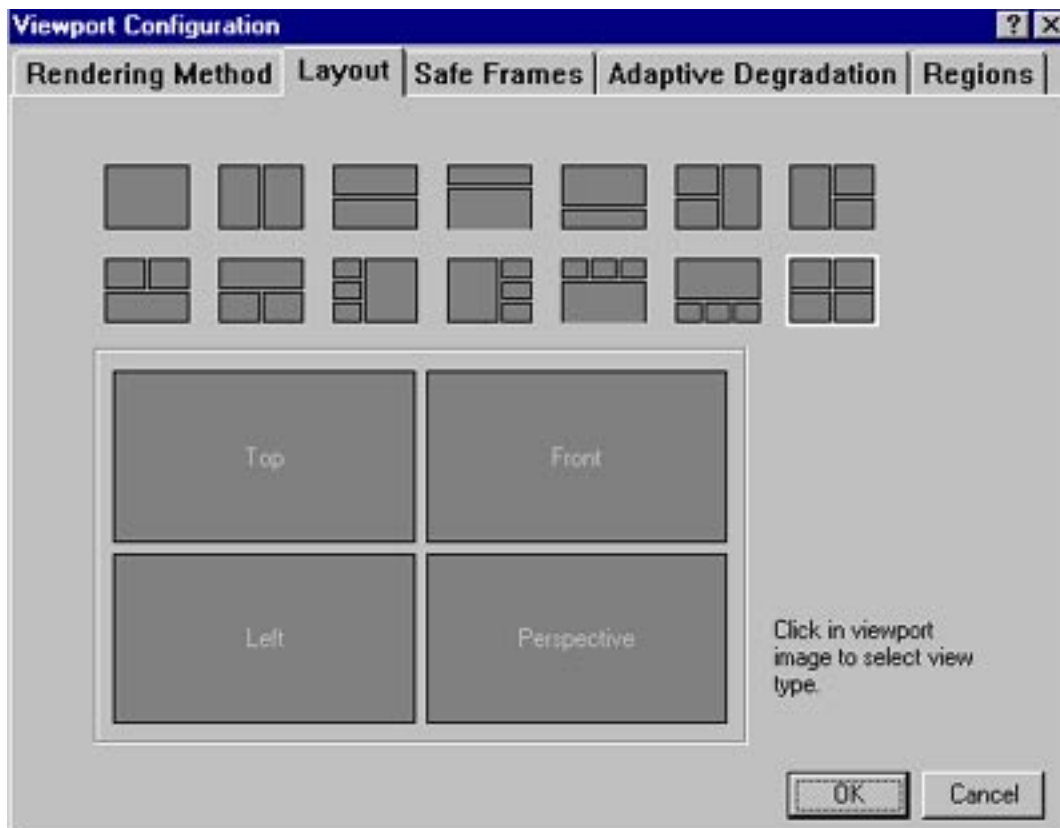 Viewport Configuration
Rendering Method Layout Safe Frames Adaptive Degradation Regions
Top Front
Left Perspective
Click in viewport
image to select view
type.
OK Cancel